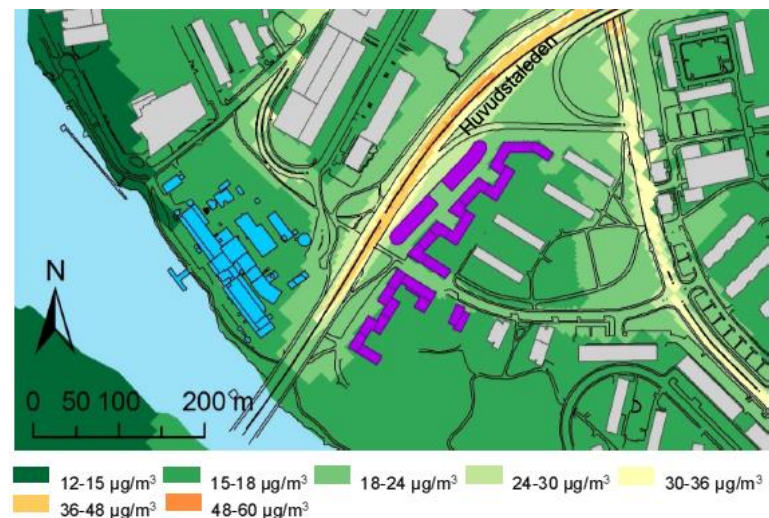 Huvudstaleden
N
0 50 100 200 m
12-15 µg/m³ 15-18 µg/m³ 18-24 µg/m³ 24-30 µg/m³ 30-36 µg/m³
36-48 µg/m³ 48-60 µg/m³